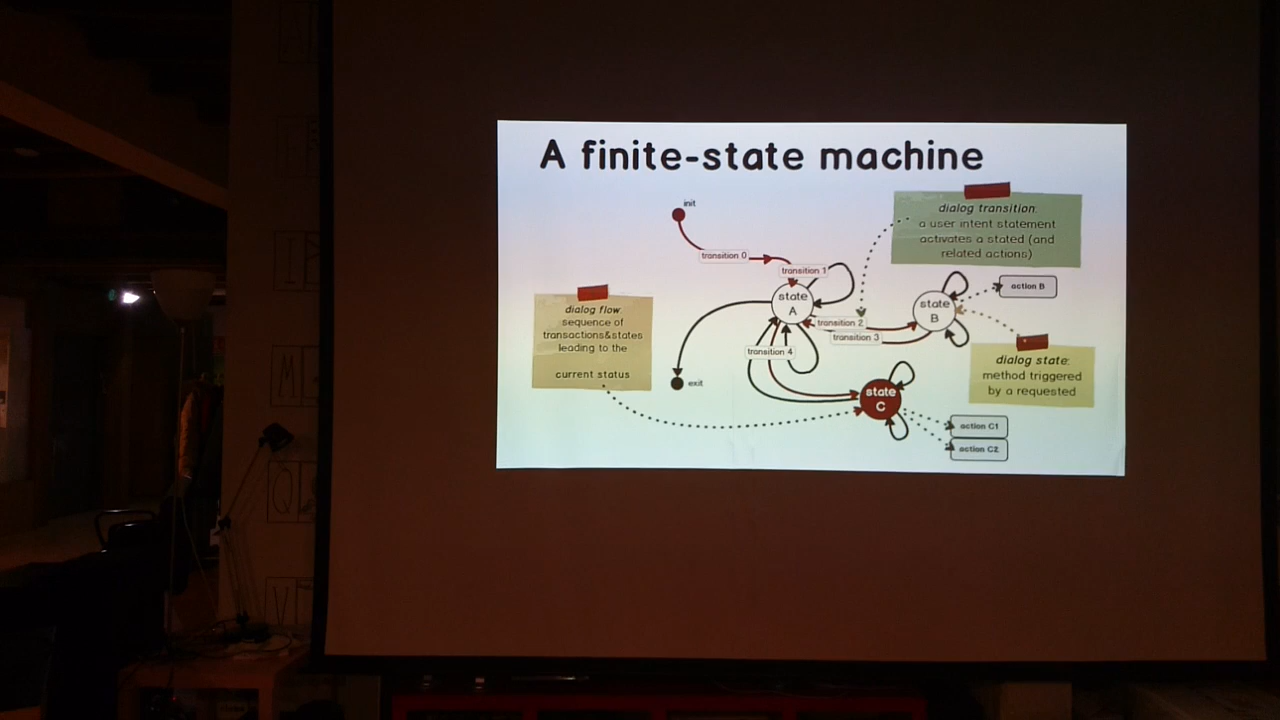 A finite-state machine
init
dialog transition:
a user intent statement
activates a stated (and
related actions)
transition 0
transition 1
state
A
action B
state
B
dialog flow:
sequence of
transactions&states
leading to the
current status
transition 2
transition 3
transition 4
dialog state:
method triggered
by a requested
exit
state
C
action C1
action C2
M
Q
V